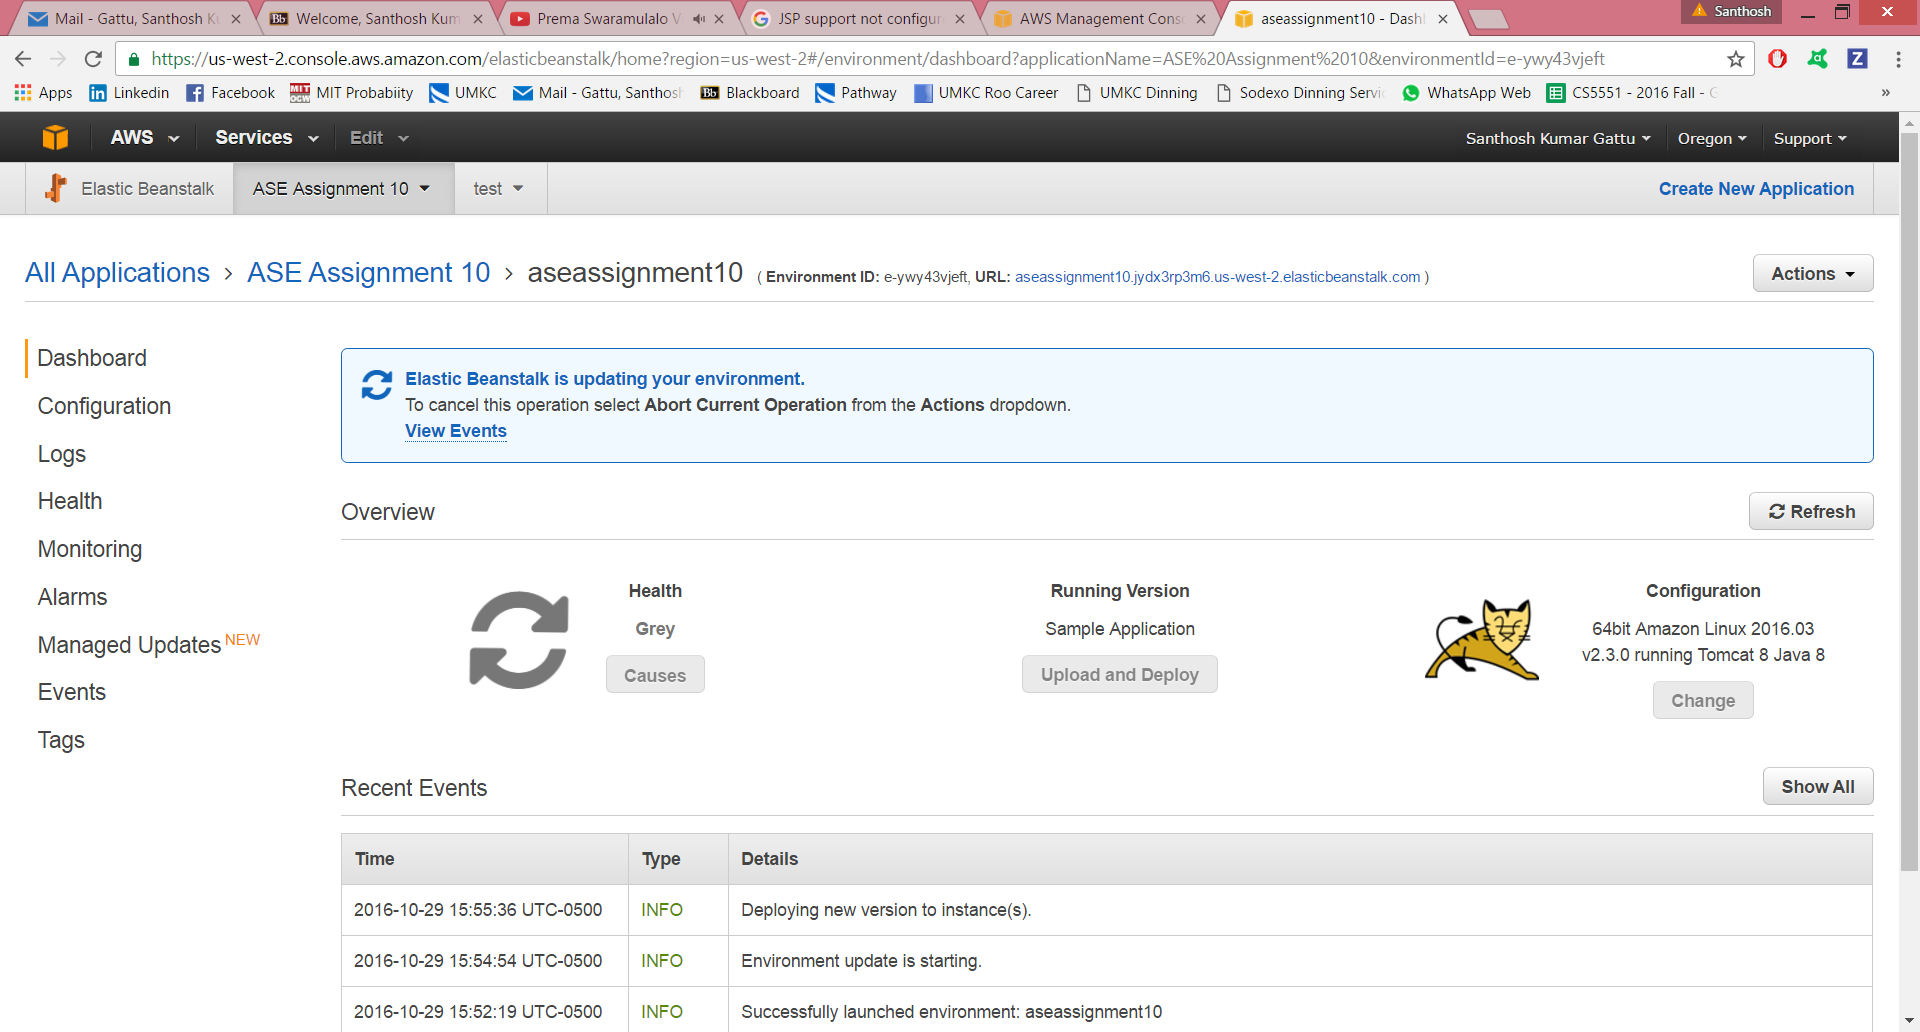 Mail - Gattu, Santhosh Ku
Welcome, Santhosh Kum
Prema Swaramulalo V
JSP support not configur
AWS Management Conso
aseassignment10 - Dash
Santhosh
https://us-west-2.console.aws.amazon.com/elasticbeanstalk/home?region=us-west-2#/environment/dashboard?applicationName=ASE%20Assignment%2010&environmentId=e-ywy43vjeft
Apps Linkedin Facebook MIT Probabiity UMKC Mail - Gattu, Santhosh Blackboard Pathway UMKC Roo Career UMKC Dinning Sodexo Dinning Servic WhatsApp Web CS5551 - 2016 Fall - G »
AWS Services Edit Santhosh Kumar Gattu Oregon Support
Elastic Beanstalk ASE Assignment 10 test Create New Application
All Applications > ASE Assignment 10 > aseassignment10 ( Environment ID: e-ywy43vjeft, URL: aseassignment10.jydx3rp3m6.us-west-2.elasticbeanstalk.com )
Actions
Dashboard
Configuration
Logs
Health
Monitoring
Alarms
Managed Updates NEW
Events
Tags
Elastic Beanstalk is updating your environment.
To cancel this operation select Abort Current Operation from the Actions dropdown.
View Events
Overview
Refresh
Health
Grey
Causes
Running Version
Sample Application
Upload and Deploy
Configuration
64bit Amazon Linux 2016.03
v2.3.0 running Tomcat 8 Java 8
Change
Recent Events
Show All
Time Type Details
2016-10-29 15:55:36 UTC-0500 INFO Deploying new version to instance(s).
2016-10-29 15:54:54 UTC-0500 INFO Environment update is starting.
2016-10-29 15:52:19 UTC-0500 INFO Successfully launched environment: aseassignment10